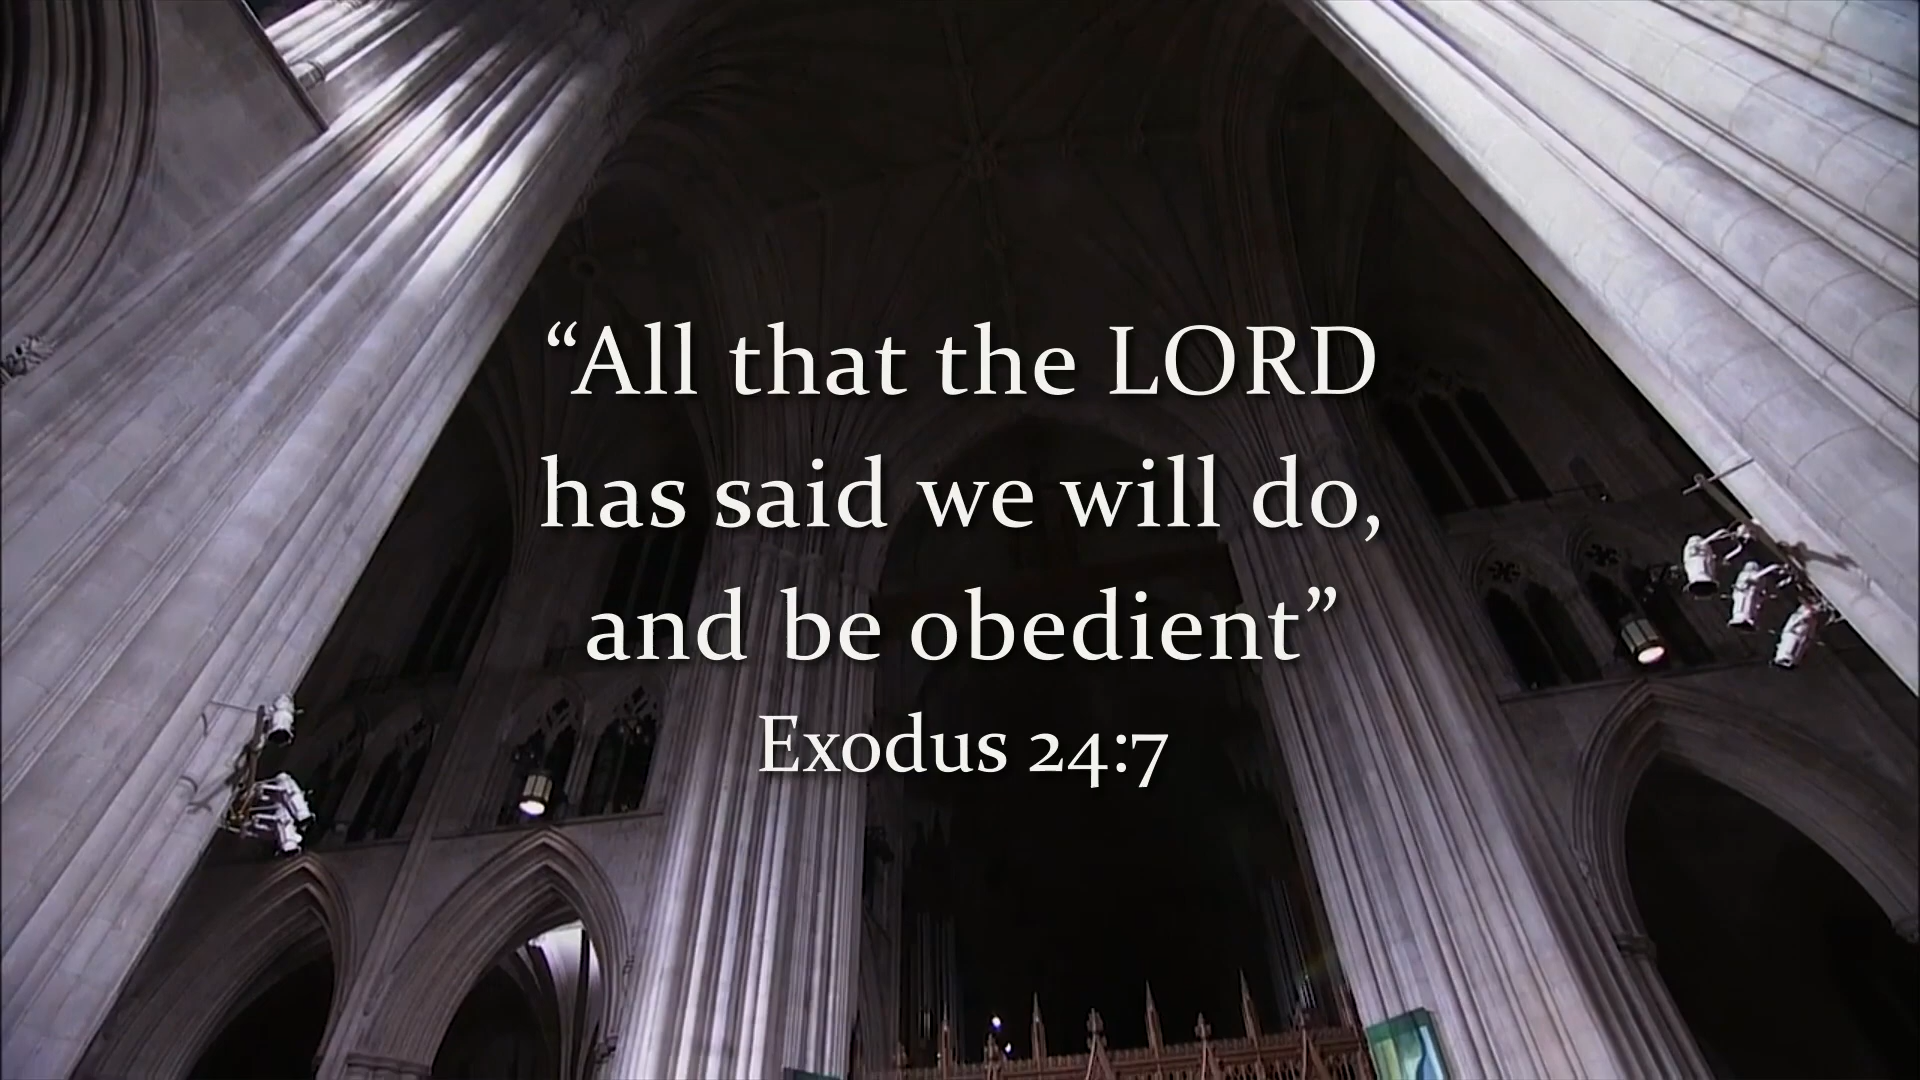 “All that the LORD
has said we will do,
and be obedient”
Exodus 24:7